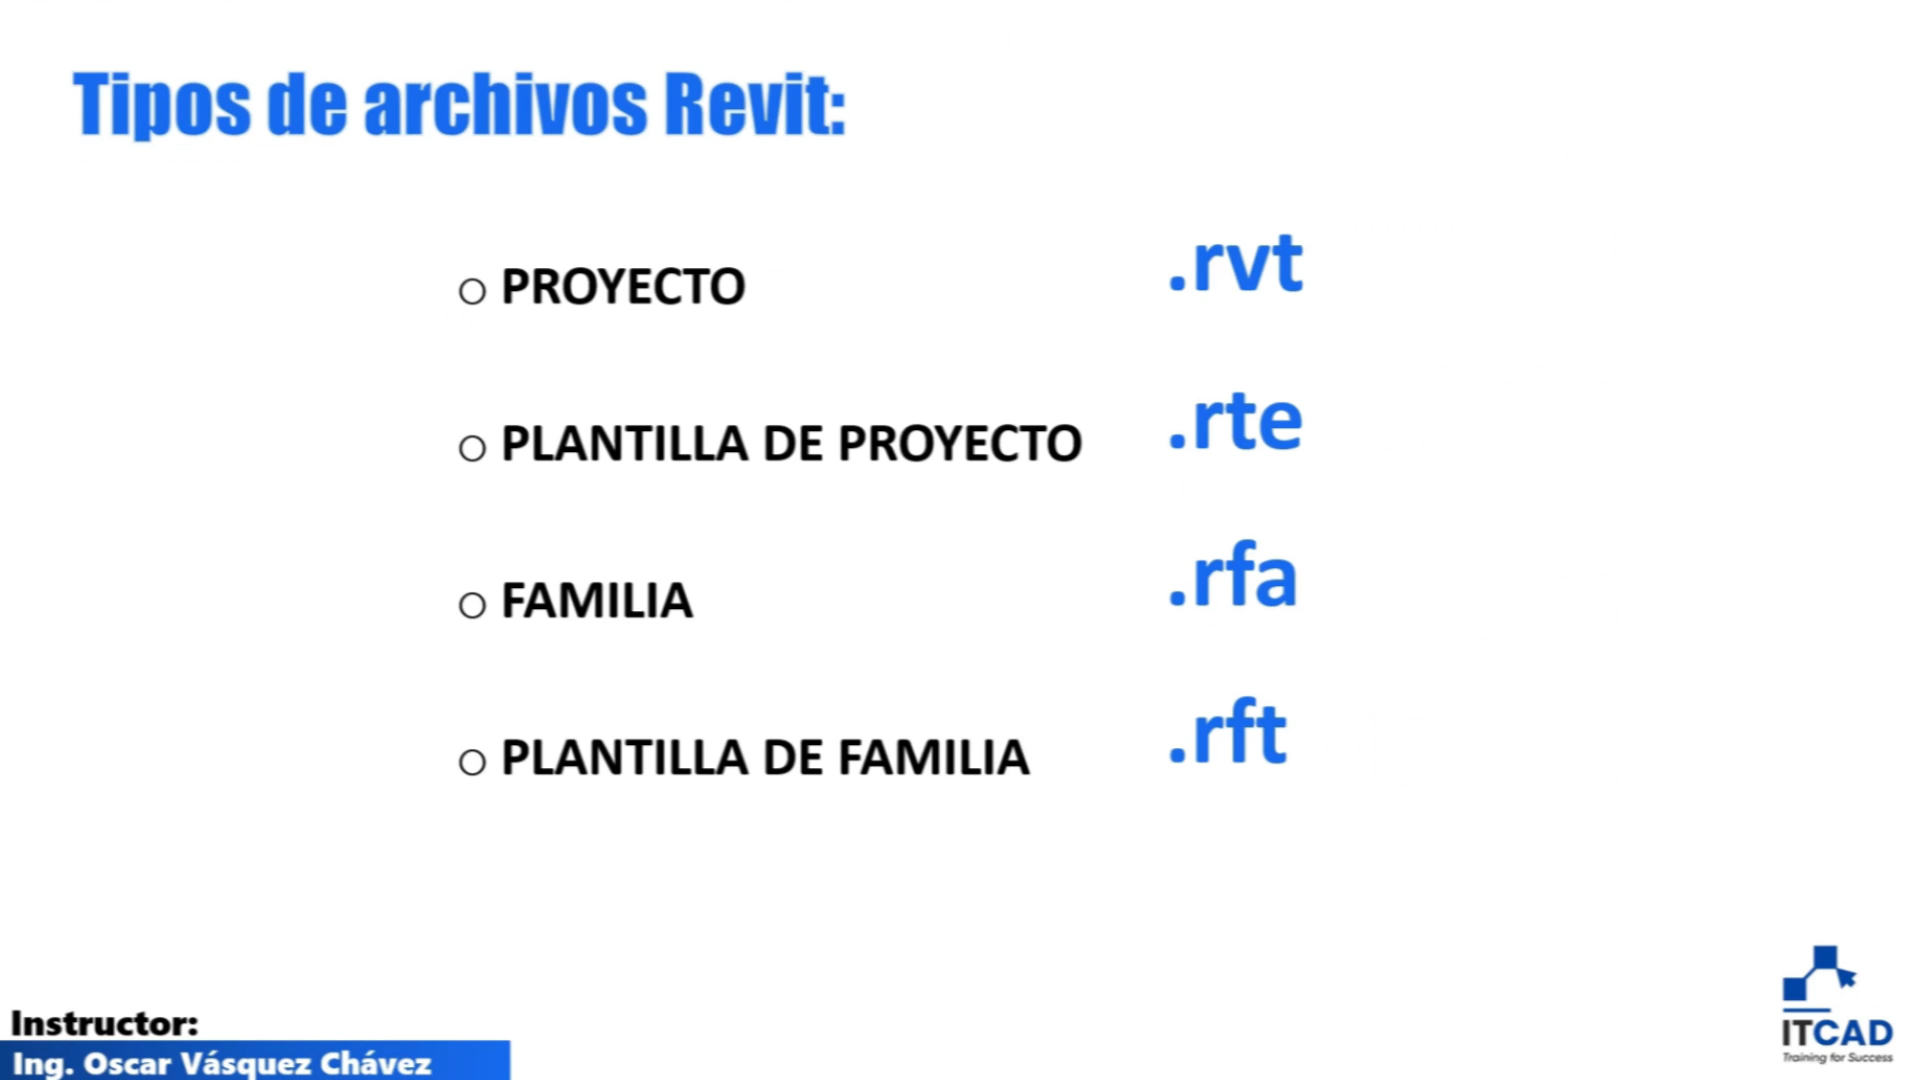 Tipos de archivos Revit:
○ PROYECTO .rvt
○ PLANTILLA DE PROYECTO .rte
○ FAMILIA .rfa
○ PLANTILLA DE FAMILIA .rft
Instructor:
Ing. Oscar Vásquez Chávez
ITCAD
Training for Success